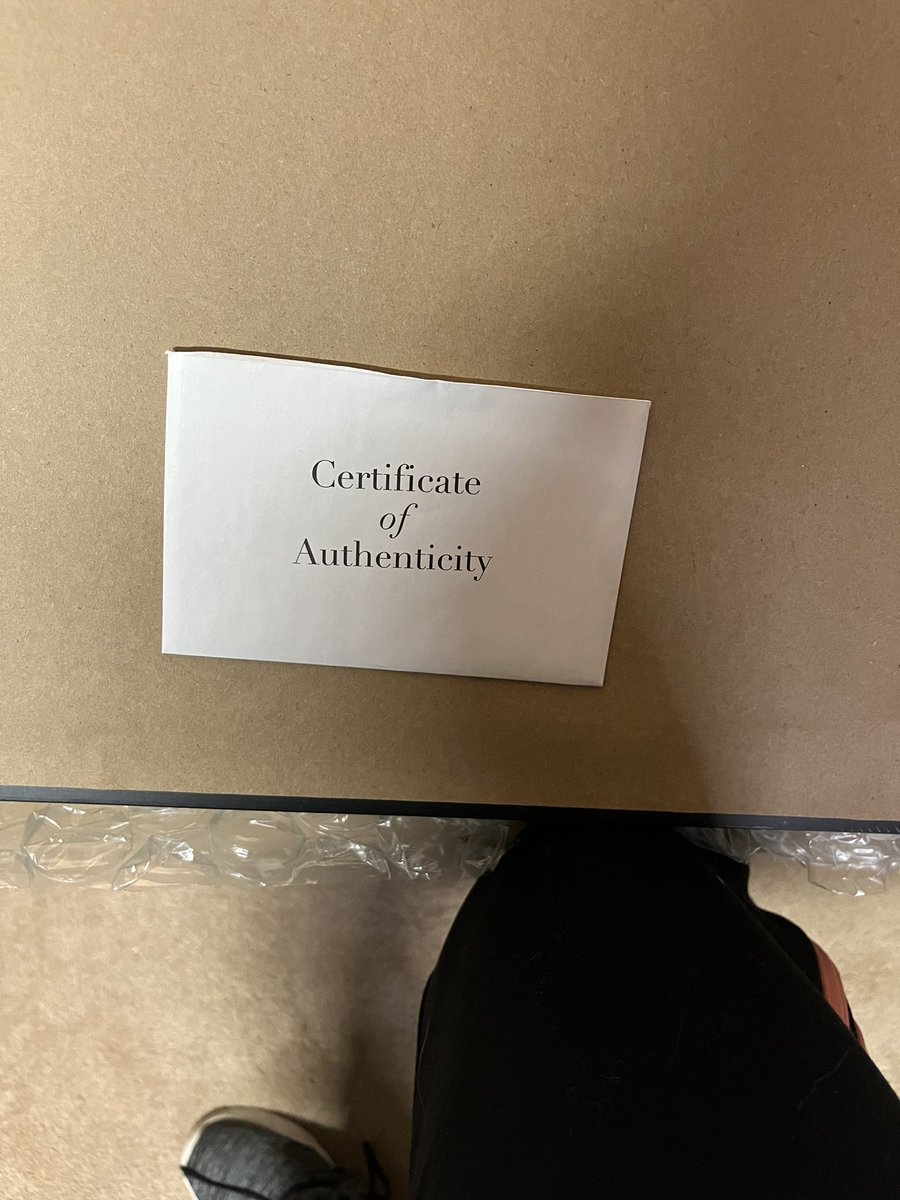 Certificate
of
Authenticity